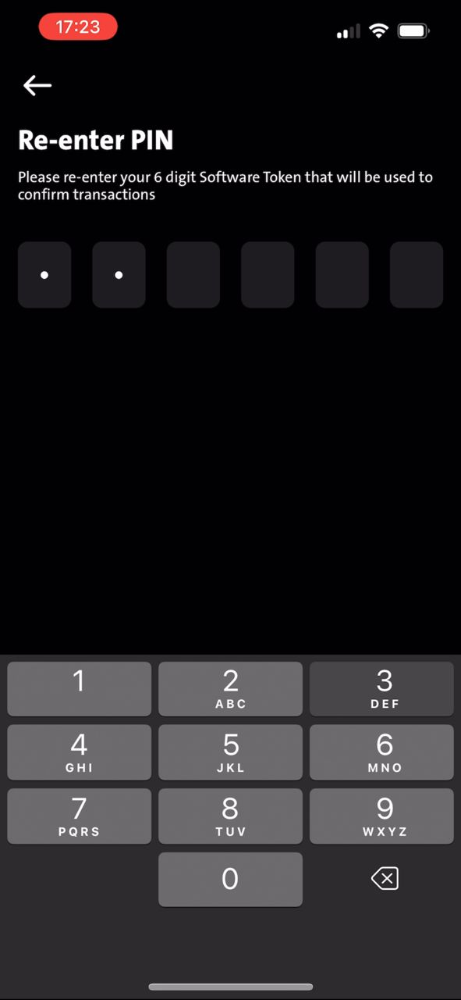 17:23
Re-enter PIN
Please re-enter your 6 digit Software Token that will be used to
confirm transactions
1
2
ABC
3
DEF
4
GHI
5
JKL
6
MNO
7
PQRS
8
TUV
9
WXYZ
0